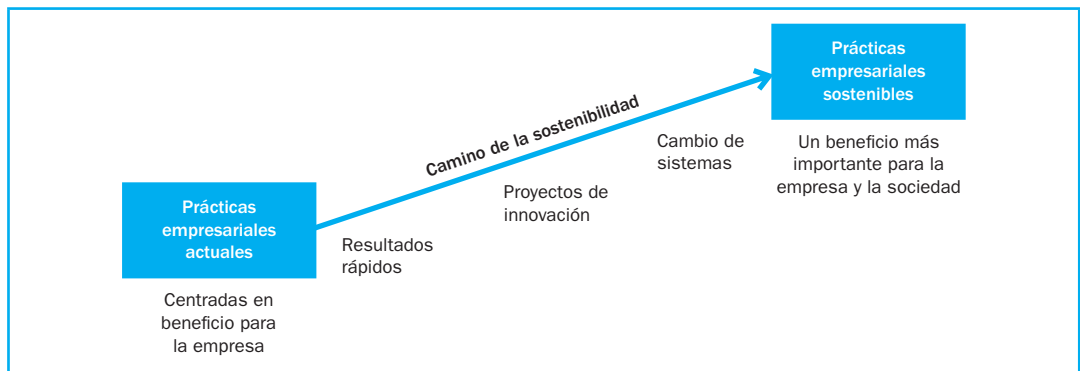 Prácticas
empresariales
sostenibles
Un beneficio más
importante para la
empresa y la sociedad
Camino de la sostenibilidad
Cambio de
sistemas
Proyectos de
innovación
Resultados
rápidos
Prácticas
empresariales
actuales
Centradas en
beneficio para
la empresa